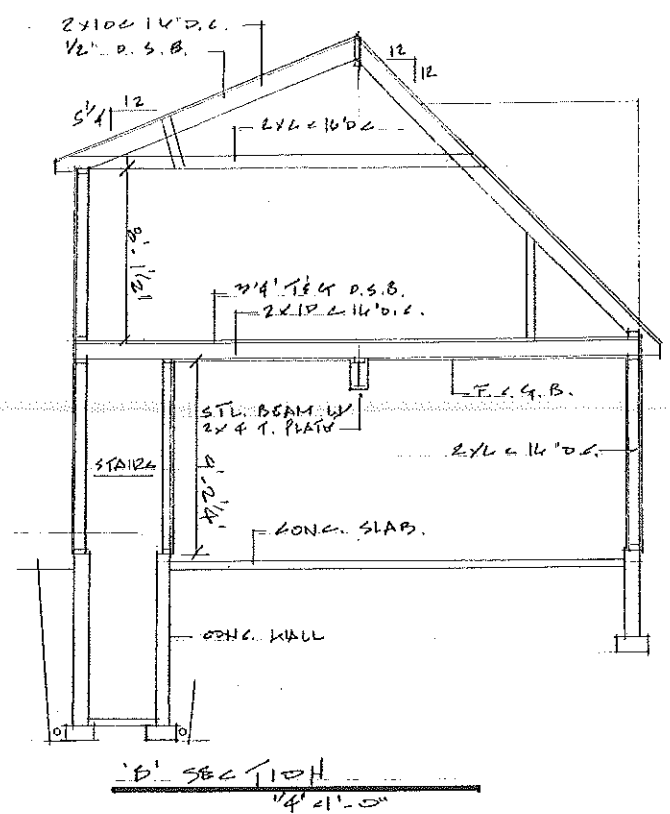 2X10 @ 16" O.C.
1/2" O.S.B.
12
12
5 1/4
12
2X6 @ 16" O.C.
8'-1 1/2"
3/4" T&G O.S.B.
2X10 @ 16" O.C.
STL. BEAM W/
2X4 T. PLATE
F.C.G.B.
STAIRS
9'-2 1/4"
2X6 @ 16" O.C.
CONC. SLAB.
CONC. WALL
'B' SECTION
1/4"=1'-0"